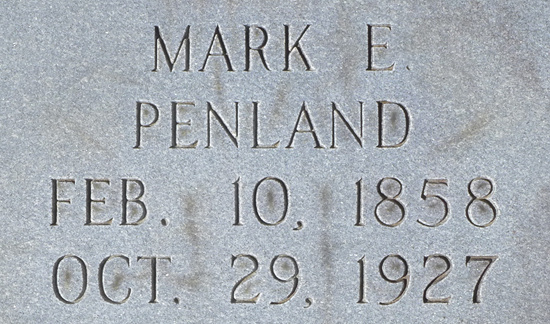 MARK E.
PENLAND
FEB. 10, 1858
OCT. 29, 1927